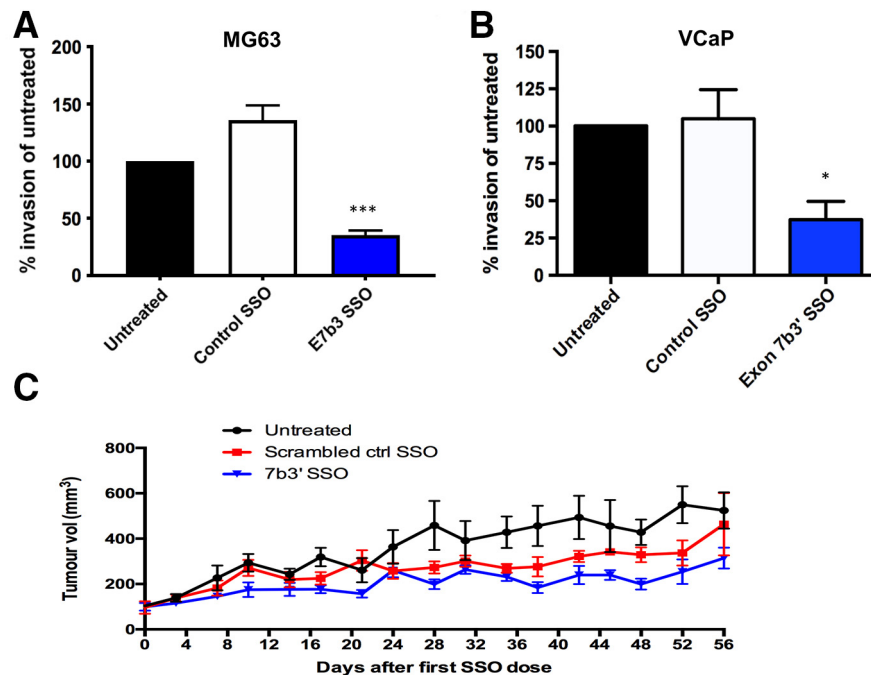 A
MG63
% invasion of untreated
200
150
100
50
0
***
Untreated
Control SSO
E7b3 SSO
B
VCaP
% invasion of untreated
150
125
100
75
50
25
0
*
Untreated
Control SSO
Exon 7b3' SSO
C
Untreated
Scrambled ctrl SSO
7b3' SSO
Tumour vol (mm³)
800
600
400
200
0
0 4 8 12 16 20 24 28 32 36 40 44 48 52 56
Days after first SSO dose